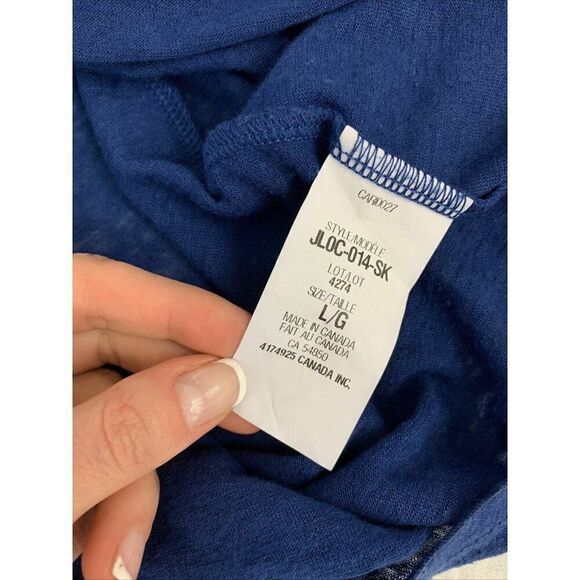 CARI0027
STYLE/MODÈLE
JLOC-014-SK
LOT/LOT
4274
SIZE/TAILLE
L/G
MADE IN CANADA
FAIT AU CANADA
CA 54850
4174925 CANADA INC.